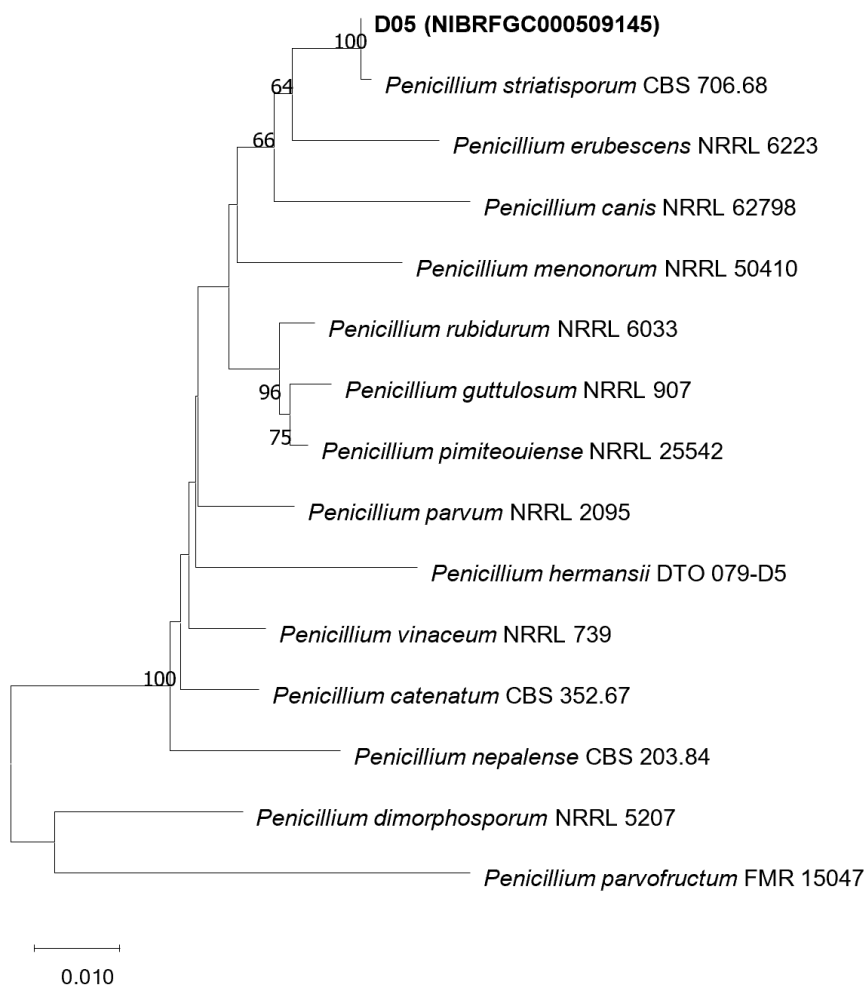 D05 (NIBRFGC000509145)
100
Penicillium striatisporum CBS 706.68
64
66
Penicillium erubescens NRRL 6223
Penicillium canis NRRL 62798
Penicillium menonorum NRRL 50410
Penicillium rubidurum NRRL 6033
96
Penicillium guttulosum NRRL 907
75
Penicillium pimiteouiense NRRL 25542
Penicillium parvum NRRL 2095
Penicillium hermansii DTO 079-D5
Penicillium vinaceum NRRL 739
100
Penicillium catenatum CBS 352.67
Penicillium nepalense CBS 203.84
Penicillium dimorphosporum NRRL 5207
Penicillium parvofructum FMR 15047
0.010